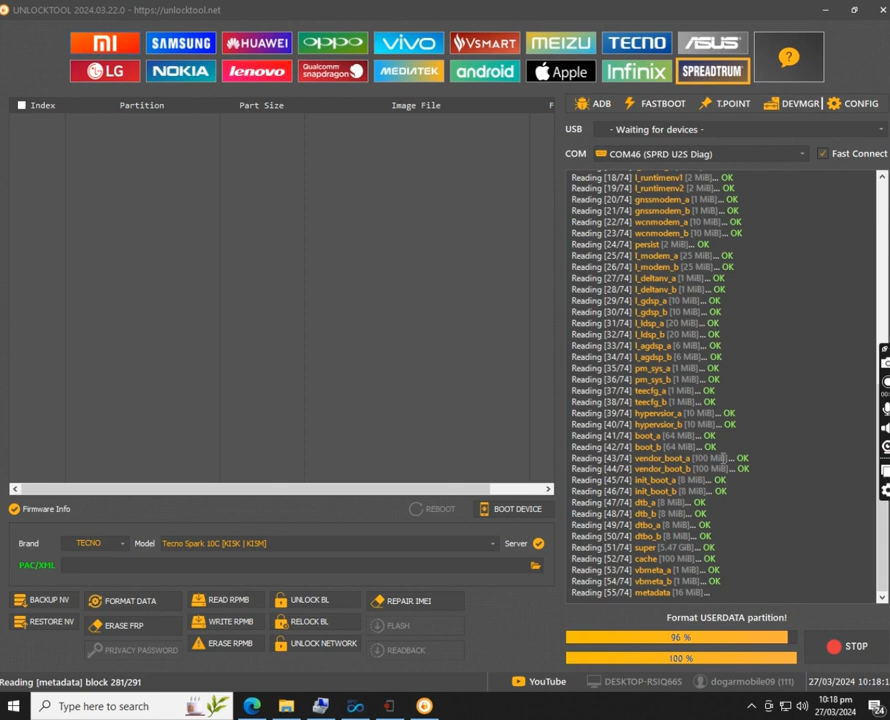 UNLOCKTOOL 2024.03.22.0 - https://unlocktool.net
mi SAMSUNG HUAWEI oppo vivo VSMART MEIZU TECNO ASUS ?
LG NOKIA lenovo Qualcomm snapdragon MEDIATEK android Apple Infinix SPREADTRUM
ADB FASTBOOT T.POINT DEVMGR CONFIG
Index Partition Part Size Image File F
USB - Waiting for devices -
COM COM46 (SPRD U2S Diag) Fast Connect
Reading [18/74] l_runtimenv1 [2 MiB]... OK
Reading [19/74] l_runtimenv2 [2 MiB]... OK
Reading [20/74] gnssmodem_a [1 MiB]... OK
Reading [21/74] gnssmodem_b [1 MiB]... OK
Reading [22/74] wcnmodem_a [10 MiB]... OK
Reading [23/74] wcnmodem_b [10 MiB]... OK
Reading [24/74] persist [2 MiB]... OK
Reading [25/74] l_modem_a [25 MiB]... OK
Reading [26/74] l_modem_b [25 MiB]... OK
Reading [27/74] l_deltanv_a [1 MiB]... OK
Reading [28/74] l_deltanv_b [1 MiB]... OK
Reading [29/74] l_gdsp_a [10 MiB]... OK
Reading [30/74] l_gdsp_b [10 MiB]... OK
Reading [31/74] l_ldsp_a [20 MiB]... OK
Reading [32/74] l_ldsp_b [20 MiB]... OK
Reading [33/74] l_agdsp_a [6 MiB]... OK
Reading [34/74] l_agdsp_b [6 MiB]... OK
Reading [35/74] pm_sys_a [1 MiB]... OK
Reading [36/74] pm_sys_b [1 MiB]... OK
Reading [37/74] teecfg_a [1 MiB]... OK
Reading [38/74] teecfg_b [1 MiB]... OK
Reading [39/74] hypervsior_a [10 MiB]... OK
Reading [40/74] hypervsior_b [10 MiB]... OK
Reading [41/74] boot_a [64 MiB]... OK
Reading [42/74] boot_b [64 MiB]... OK
Reading [43/74] vendor_boot_a [100 MiB]... OK
Reading [44/74] vendor_boot_b [100 MiB]... OK
Reading [45/74] init_boot_a [8 MiB]... OK
Reading [46/74] init_boot_b [8 MiB]... OK
Reading [47/74] dtb_a [8 MiB]... OK
Reading [48/74] dtb_b [8 MiB]... OK
Reading [49/74] dtbo_a [8 MiB]... OK
Reading [50/74] dtbo_b [8 MiB]... OK
Reading [51/74] super [5.47 GiB]... OK
Reading [52/74] cache [100 MiB]... OK
Reading [53/74] vbmeta_a [1 MiB]... OK
Reading [54/74] vbmeta_b [1 MiB]... OK
Reading [55/74] metadata [16 MiB]...
Firmware Info REBOOT BOOT DEVICE
Brand TECNO Model Tecno Spark 10C [KI5K | KI5M] Server
PAC/XML
BACKUP NV FORMAT DATA READ RPMB UNLOCK BL REPAIR IMEI
RESTORE NV ERASE FRP WRITE RPMB RELOCK BL FLASH
PRIVACY PASSWORD ERASE RPMB UNLOCK NETWORK READBACK
Format USERDATA partition!
96 %
100 %
STOP
Reading [metadata] block 281/291 YouTube DESKTOP-RSIQ66S dogarmobile09 (111) 27/03/2024 10:18:1
Type here to search
10:18 pm
27/03/2024
24